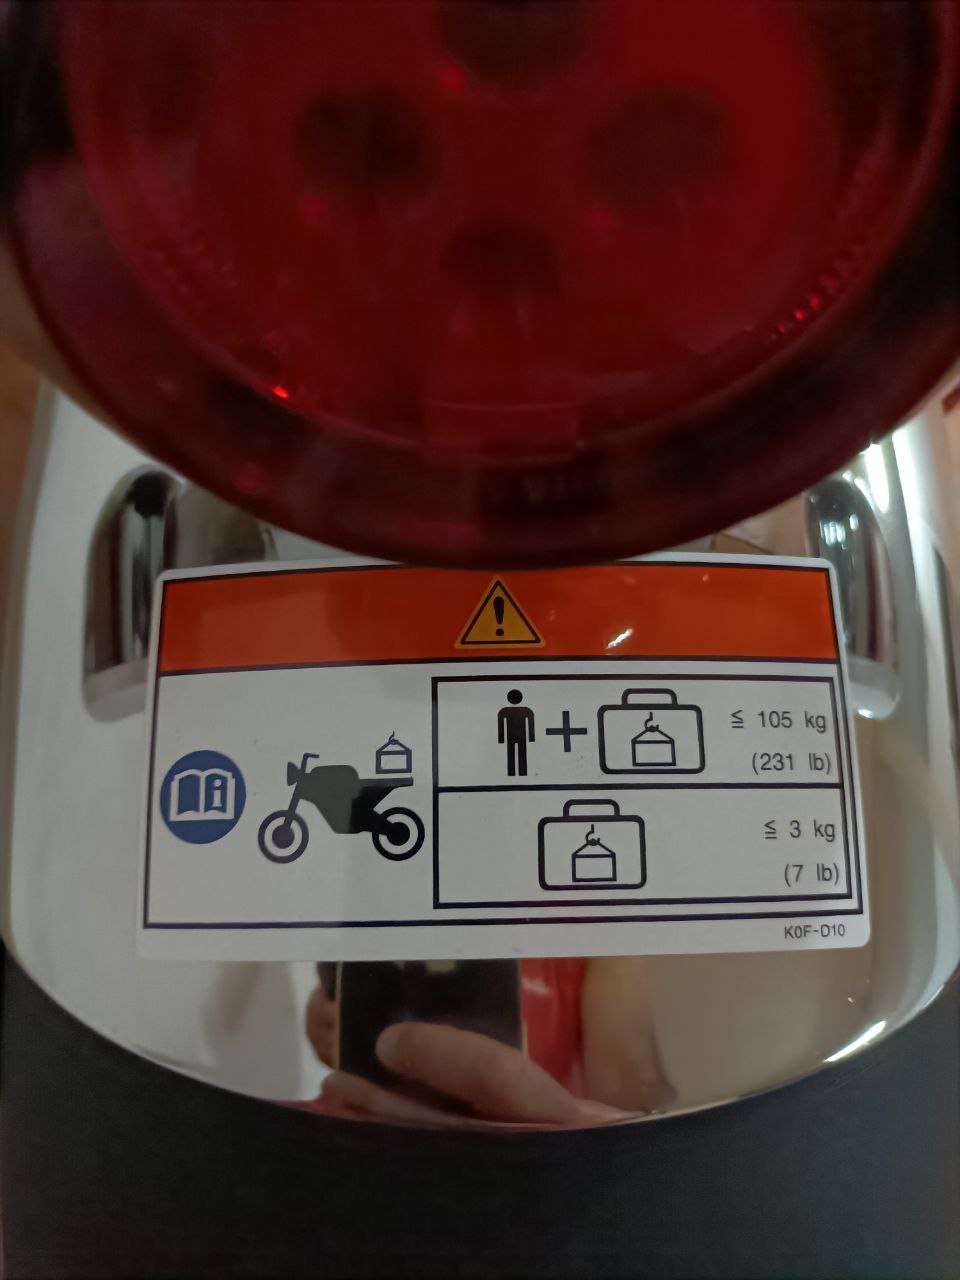 ≦ 105 kg
(231 lb)
≦ 3 kg
(7 lb)
K0F-D10